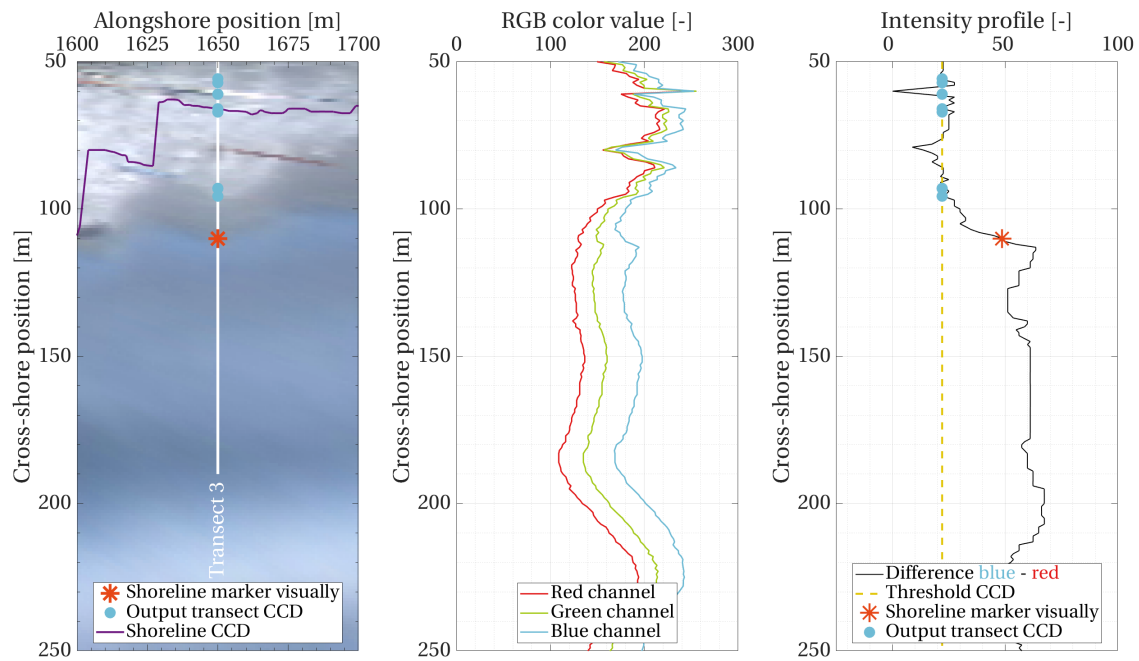 Alongshore position [m]
1600 1625 1650 1675 1700
50
100
150
200
250
Cross-shore position [m]
Transect 3
Shoreline marker visually
Output transect CCD
Shoreline CCD
RGB color value [-]
0 100 200 300
50
100
150
200
250
Cross-shore position [m]
Red channel
Green channel
Blue channel
Intensity profile [-]
0 50 100
50
100
150
200
250
Cross-shore position [m]
Difference blue - red
Threshold CCD
Shoreline marker visually
Output transect CCD